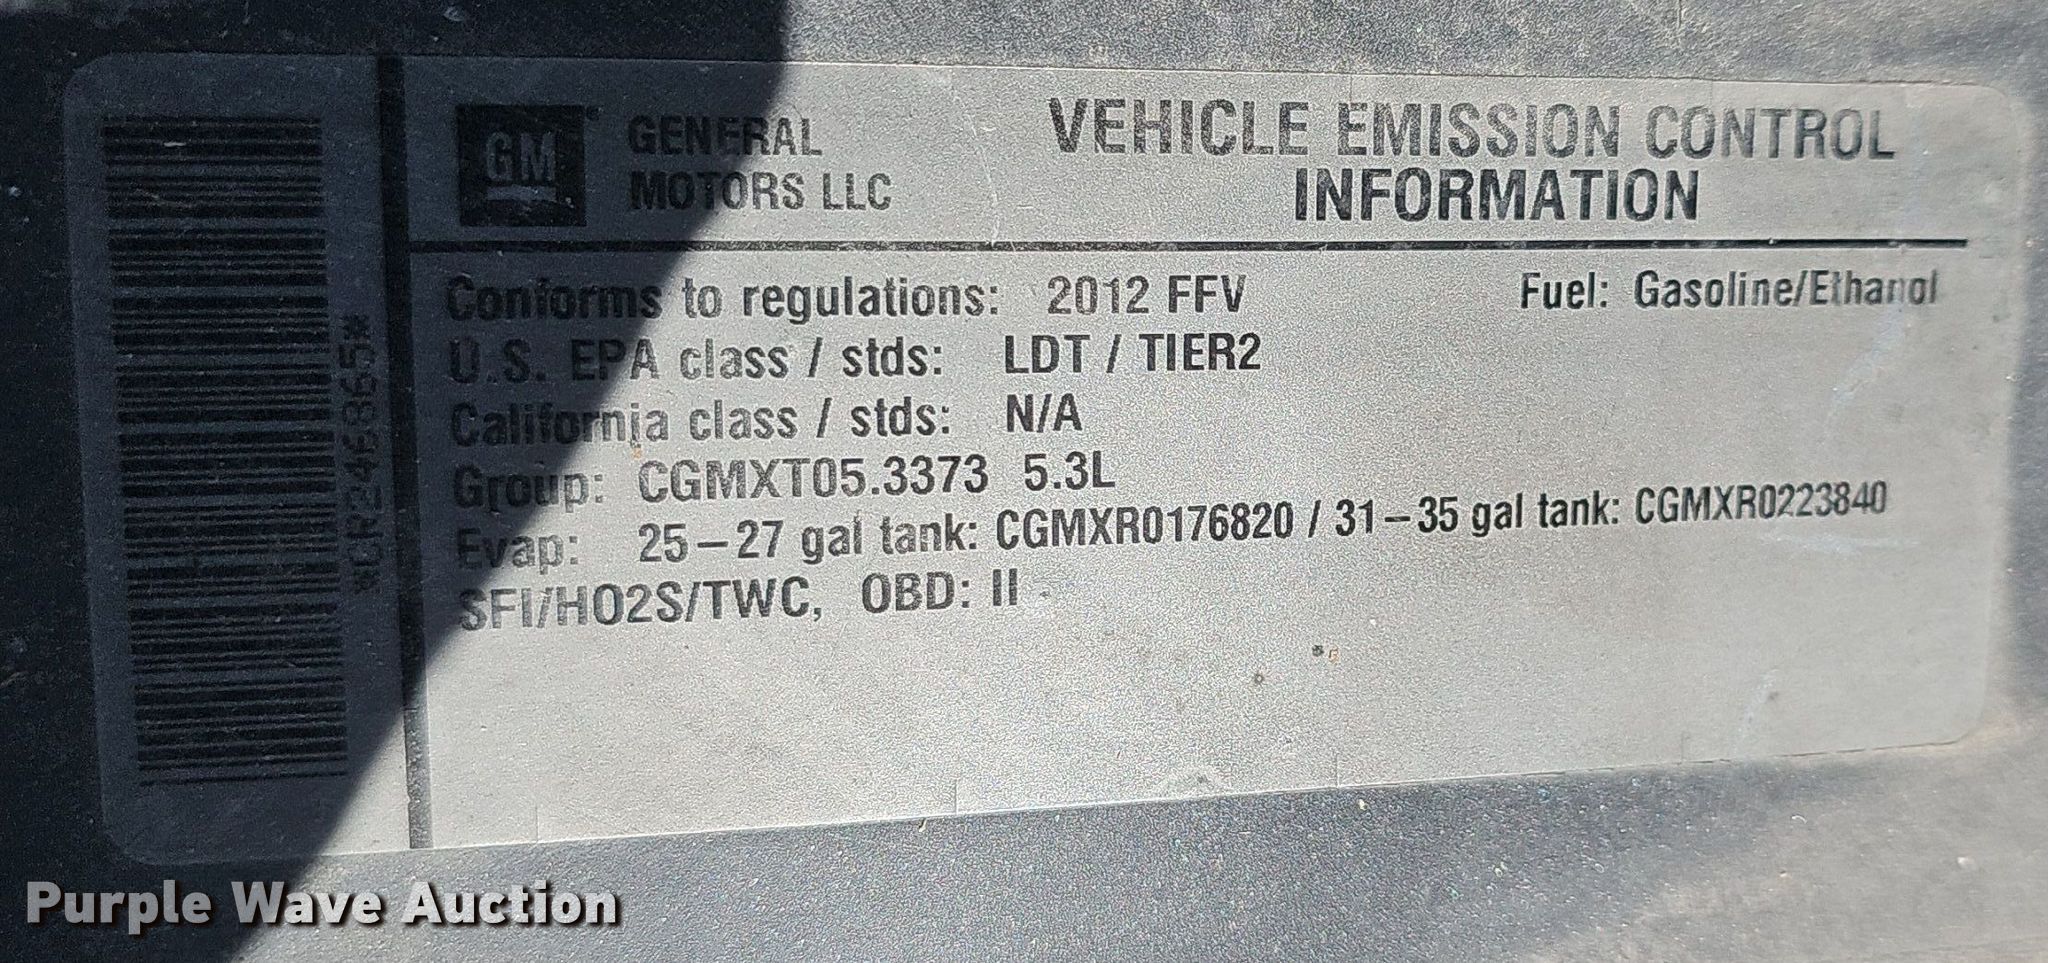 *CR246865*
GM
GENERAL
MOTORS LLC
VEHICLE EMISSION CONTROL
INFORMATION
Conforms to regulations: 2012 FFV Fuel: Gasoline/Ethanol
U.S. EPA class / stds: LDT / TIER2
California class / stds: N/A
Group: CGMXT05.3373 5.3L
Evap: 25–27 gal tank: CGMXR0176820 / 31–35 gal tank: CGMXR0223840
SFI/HO2S/TWC, OBD: II
Purple Wave Auction